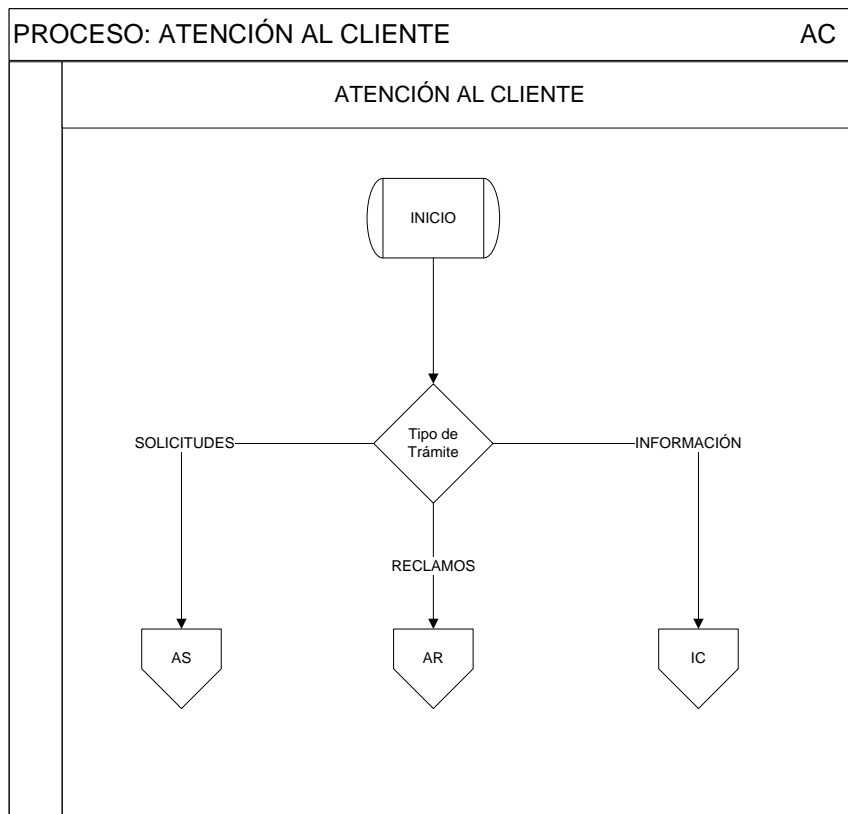 PROCESO: ATENCIÓN AL CLIENTE AC
ATENCIÓN AL CLIENTE
INICIO
Tipo de
Trámite
SOLICITUDES
INFORMACIÓN
RECLAMOS
AS
AR
IC